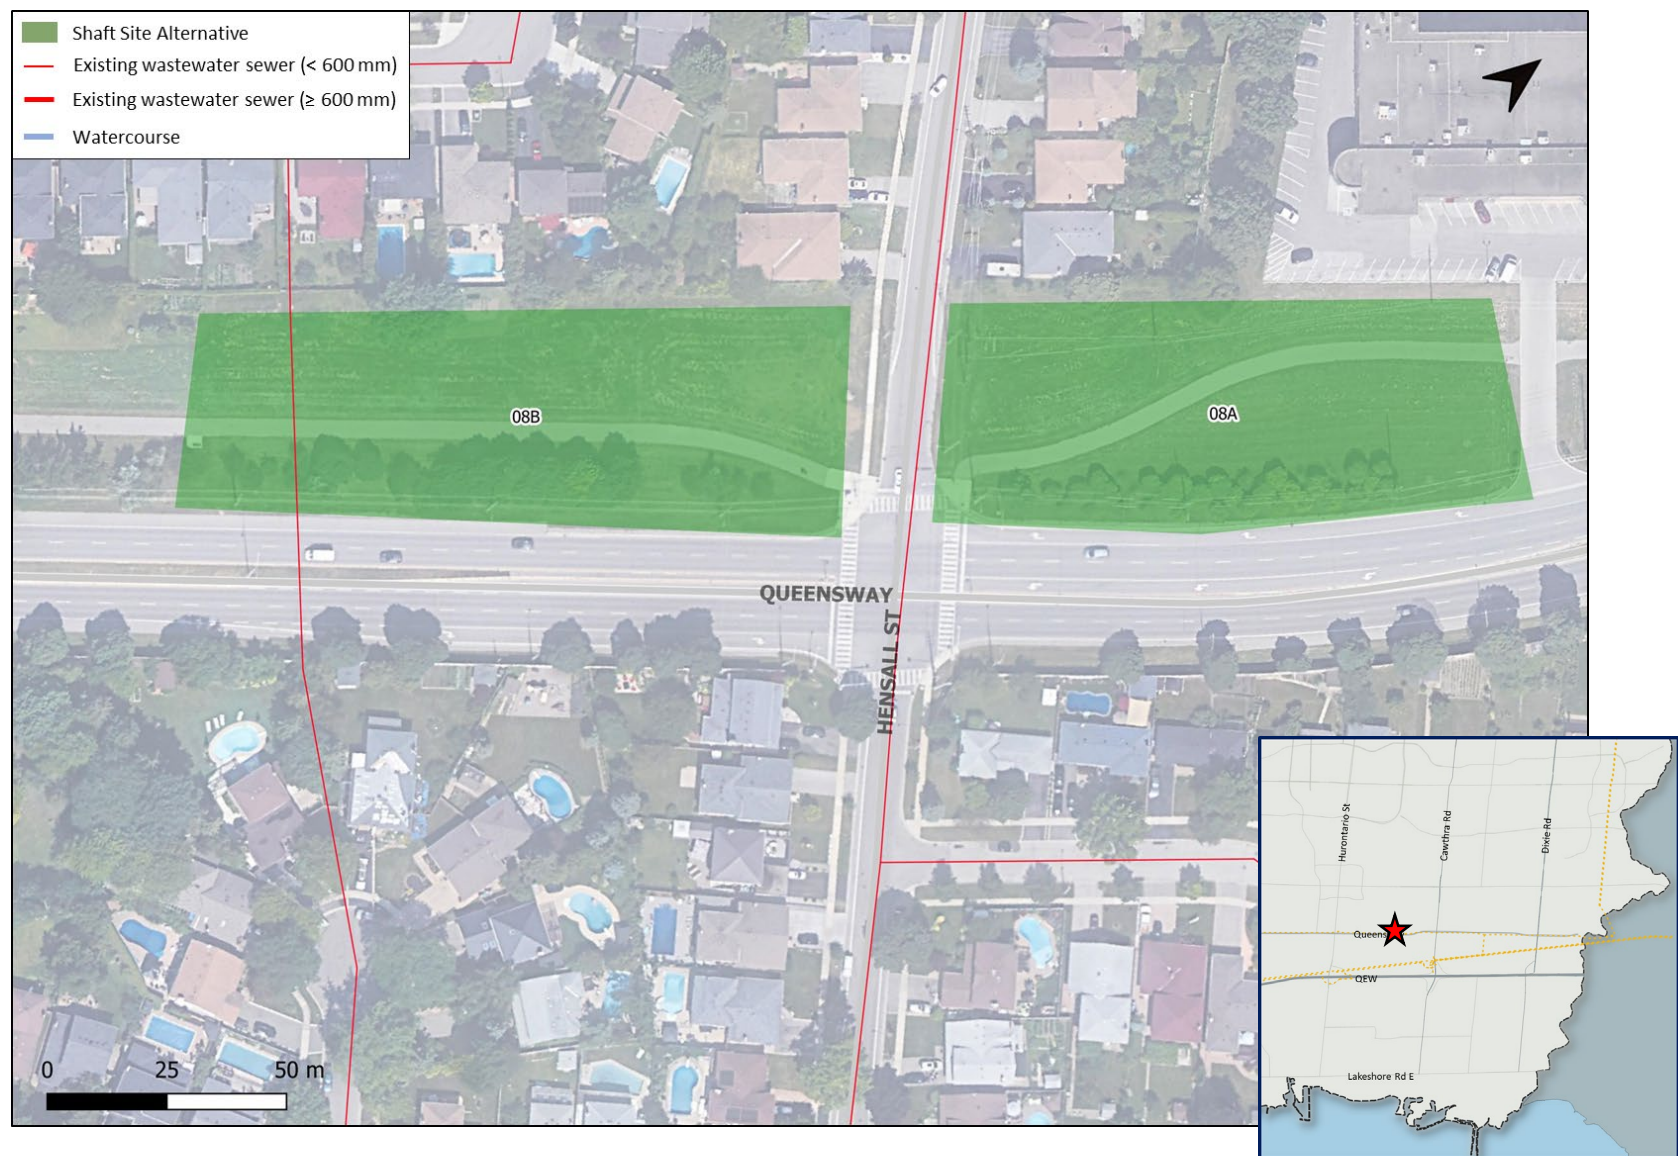 Shaft Site Alternative
Existing wastewater sewer (< 600 mm)
Existing wastewater sewer (≥ 600 mm)
Watercourse
08B
08A
QUEENSWAY
HENSALL ST
0 25 50 m
Hurontario St
Cawthra Rd
Dixie Rd
QEW
Lakeshore Rd E